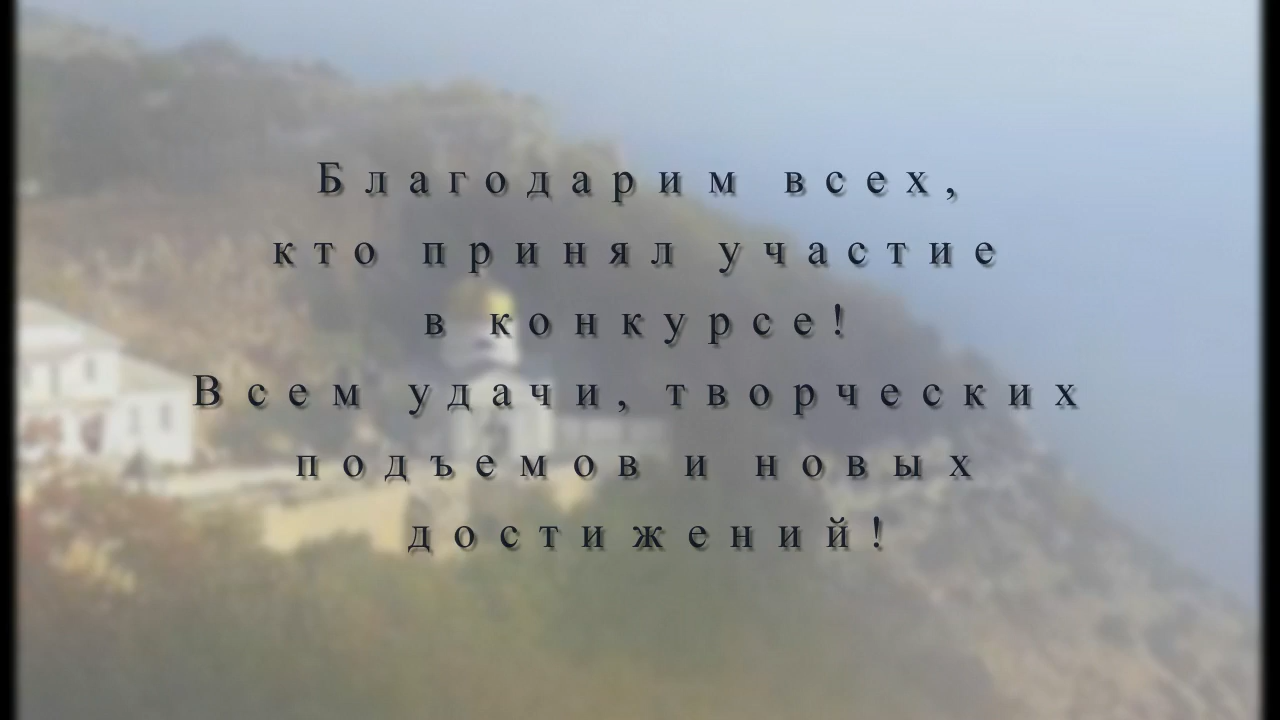 Благодарим всех,
кто принял участие
в конкурсе!
Всем удачи, творческих
подъемов и новых
достижений!